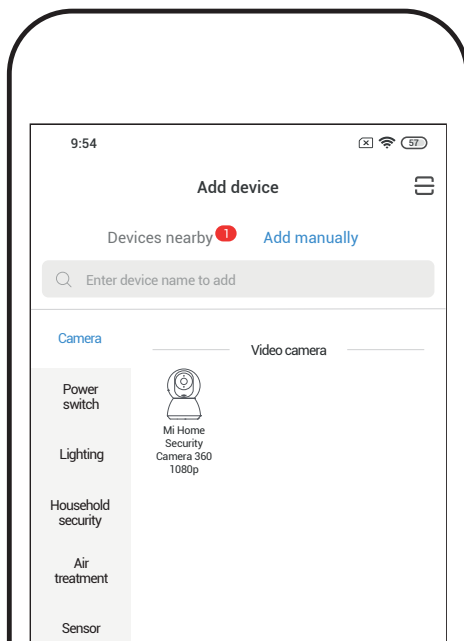 9:54
57
Add device
Devices nearby 1 Add manually
Enter device name to add
Camera
Video camera
Power
switch
Mi Home
Security
Camera 360
1080p
Lighting
Household
security
Air
treatment
Sensor